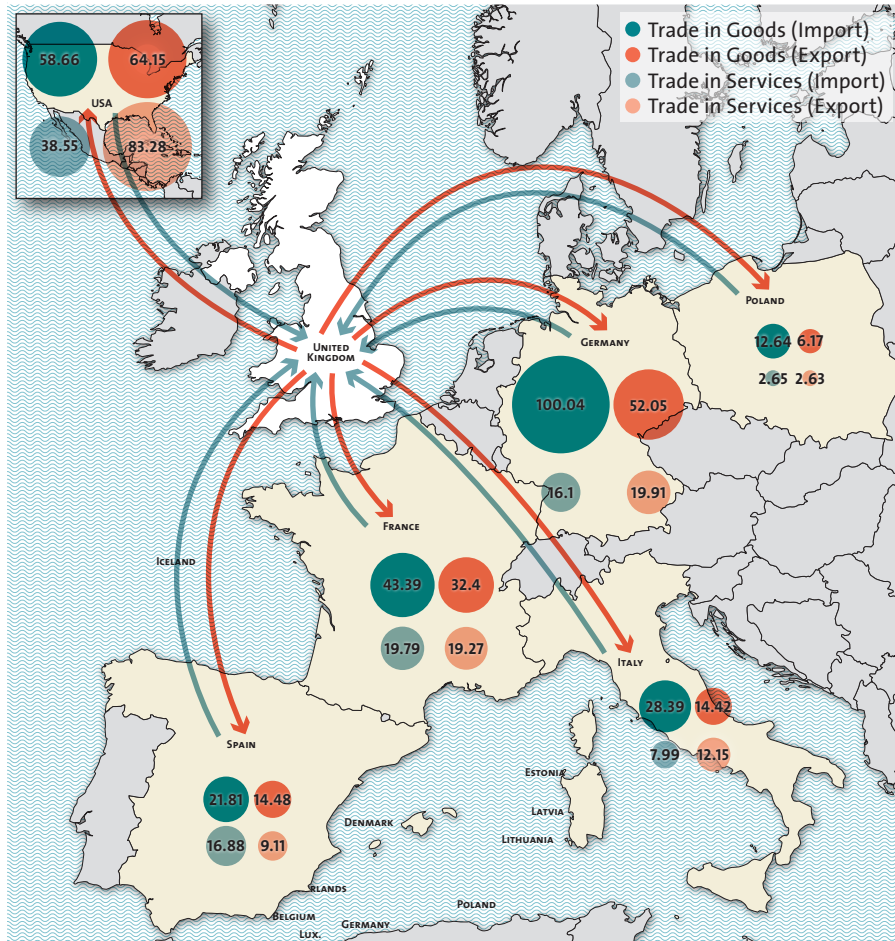 Trade in Goods (Import)
Trade in Goods (Export)
Trade in Services (Import)
Trade in Services (Export)
58.66
64.15
USA
38.55
83.28
UNITED
KINGDOM
POLAND
12.64
6.17
2.65
2.63
GERMANY
100.04
52.05
16.1
19.91
FRANCE
43.39
32.4
19.79
19.27
ICELAND
ITALY
28.39
14.42
7.99
12.15
SPAIN
21.81
14.48
16.88
9.11
ESTONIA
LATVIA
LITHUANIA
DENMARK
RLANDS
BELGIUM
LUX.
GERMANY
POLAND